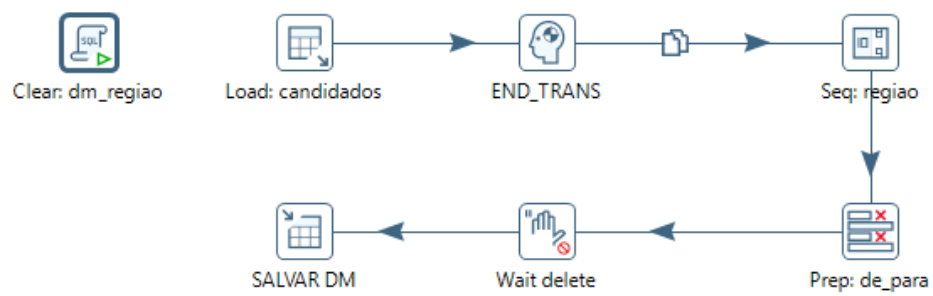 Clear: dm_regiao
Load: candidados
END_TRANS
Seq: regiao
SALVAR DM
Wait delete
Prep: de_para